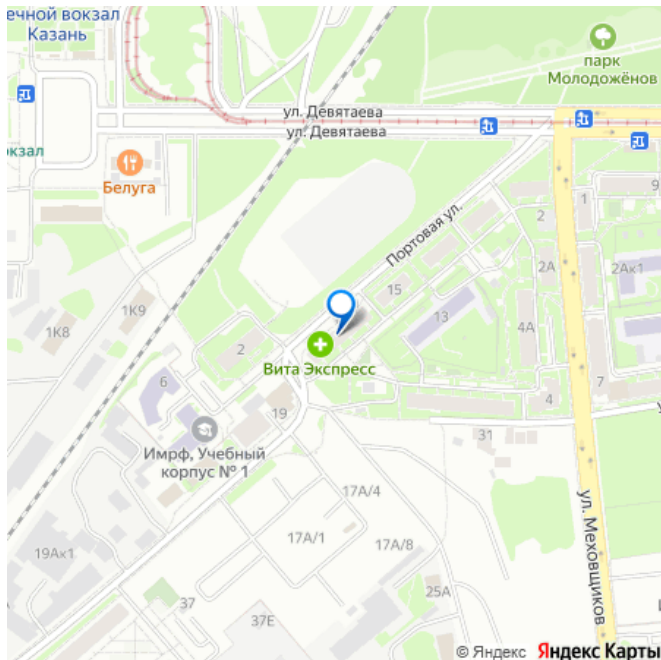 ечной вокзал
Казань
парк
Молодожёнов
ул. Девятаева
ул. Девятаева
окзал
Белуга
Портовая ул.
9
1
2
2А
2Ак1
15
13
4А
1К9
1К8
2
Вита Экспресс
6
7
4
19
31
Имрф, Учебный
корпус № 1
17А/4
17А/1
17А/8
ул. Меховщиков
19Ак1
25А
37
37Е
© Яндекс Яндекс Карты